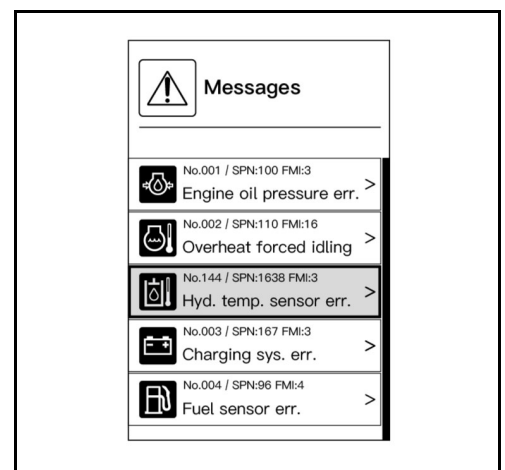 Messages
No.001 / SPN:100 FMI:3
Engine oil pressure err. >
No.002 / SPN:110 FMI:16
Overheat forced idling >
No.144 / SPN:1638 FMI:3
Hyd. temp. sensor err. >
No.003 / SPN:167 FMI:3
Charging sys. err. >
No.004 / SPN:96 FMI:4
Fuel sensor err. >